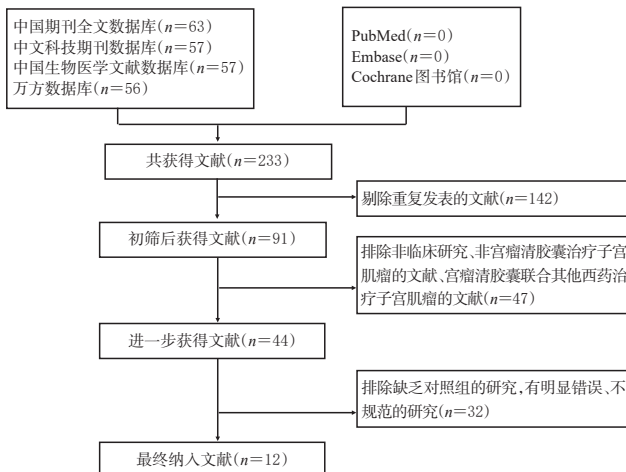 中国期刊全文数据库(n=63)
中文科技期刊数据库(n=57)
中国生物医学文献数据库(n=57)
万方数据库(n=56)
PubMed(n=0)
Embase(n=0)
Cochrane图书馆(n=0)
共获得文献(n=233)
剔除重复发表的文献(n=142)
初筛后获得文献(n=91)
排除非临床研究、非宫瘤清胶囊治疗子宫
肌瘤的文献、宫瘤清胶囊联合其他西药治
疗子宫肌瘤的文献(n=47)
进一步获得文献(n=44)
排除缺乏对照组的研究,有明显错误、不
规范的研究(n=32)
最终纳入文献(n=12)